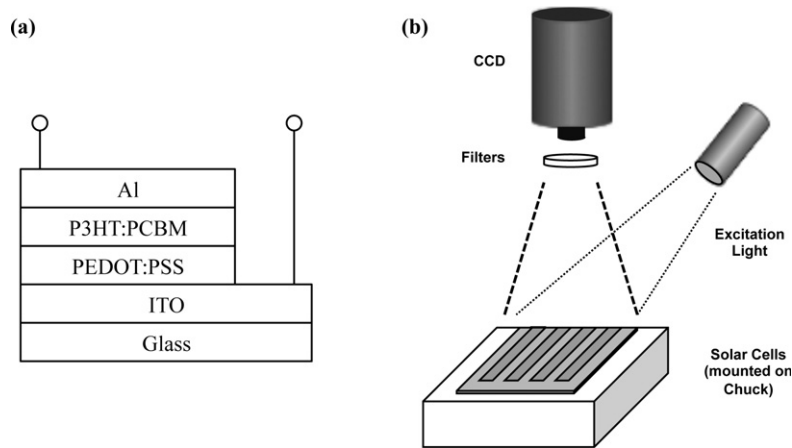 (a)
Al
P3HT:PCBM
PEDOT:PSS
ITO
Glass
(b)
CCD
Filters
Excitation
Light
Solar Cells
(mounted on
Chuck)